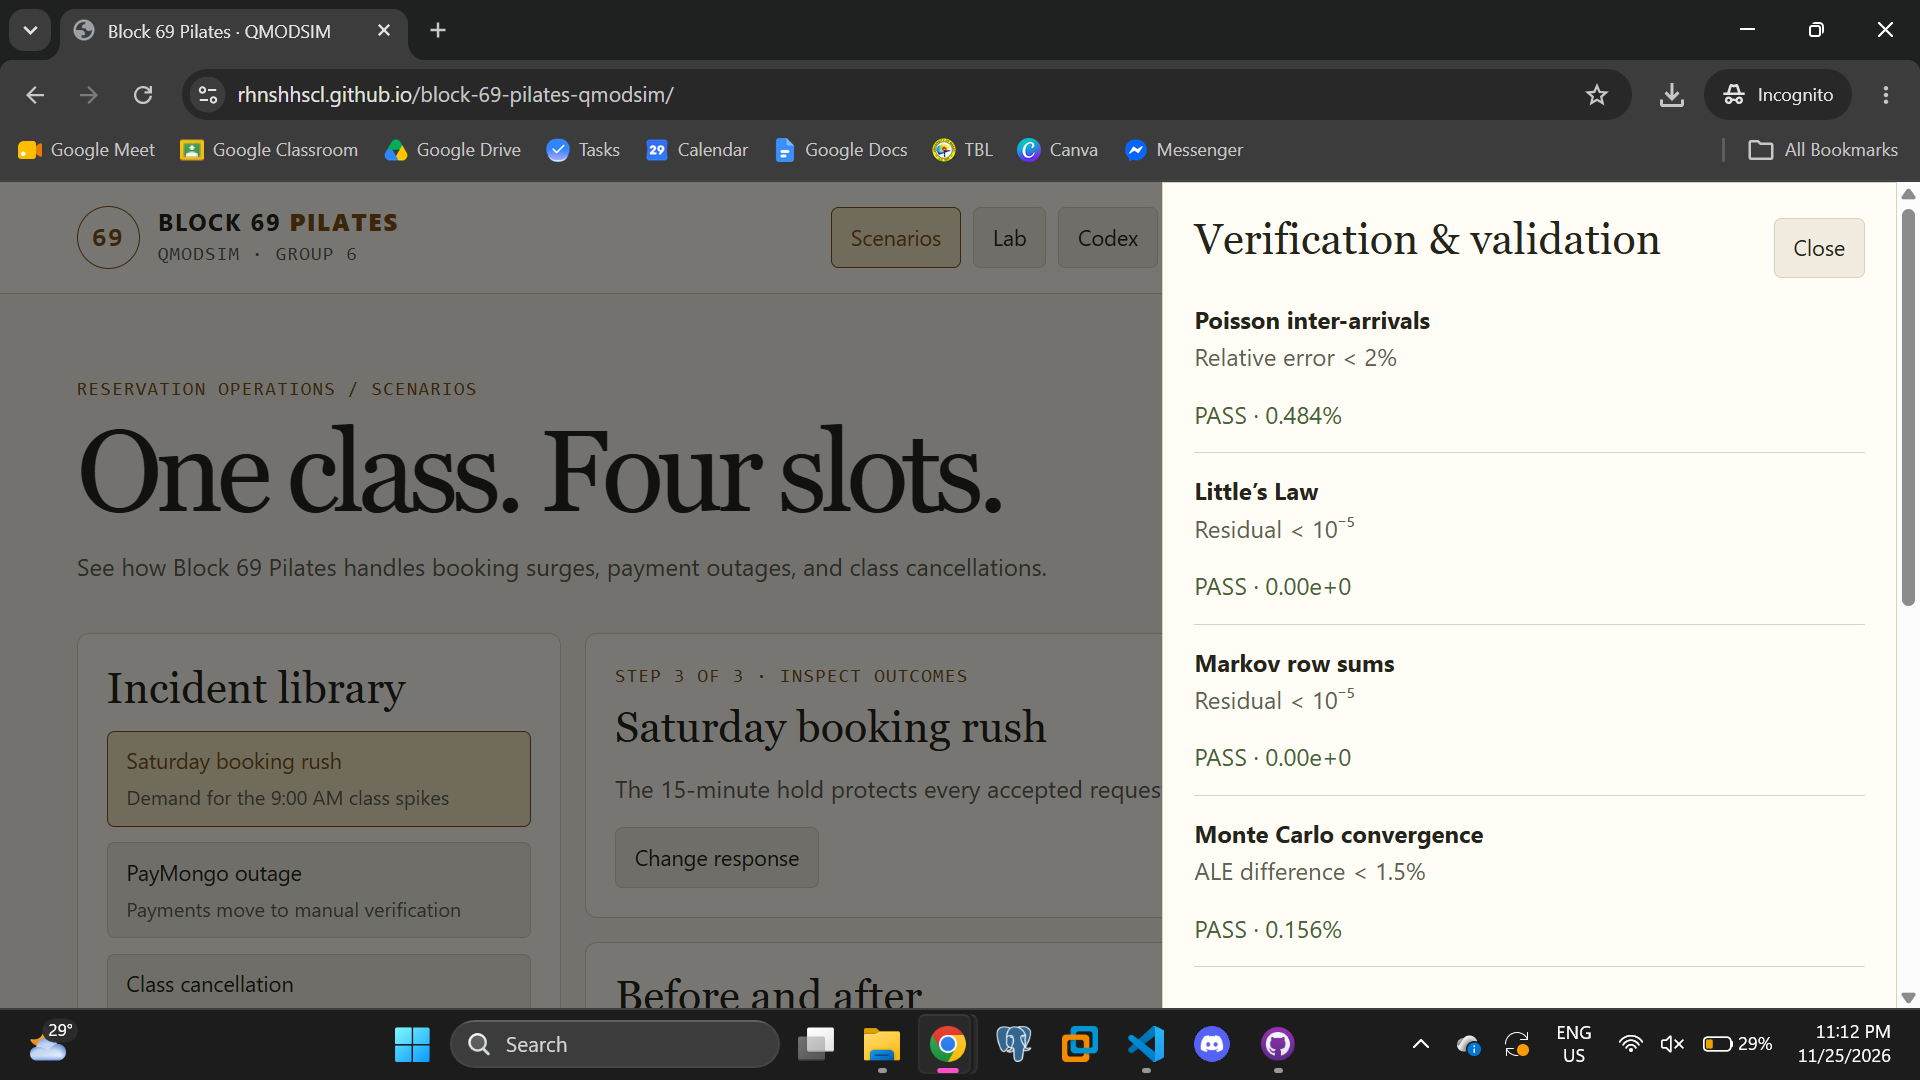 Block 69 Pilates · QMODSIM
rhnshhscl.github.io/block-69-pilates-qmodsim/
Incognito
Google Meet
Google Classroom
Google Drive
Tasks
29
Calendar
Google Docs
TBL
Canva
Messenger
All Bookmarks
69
BLOCK 69 PILATES
QMODSIM · GROUP 6
Scenarios
Lab
Codex
RESERVATION OPERATIONS / SCENARIOS
One class. Four slots.
See how Block 69 Pilates handles booking surges, payment outages, and class cancellations.
Incident library
Saturday booking rush
Demand for the 9:00 AM class spikes
PayMongo outage
Payments move to manual verification
Class cancellation
STEP 3 OF 3 · INSPECT OUTCOMES
Saturday booking rush
The 15-minute hold protects every accepted reques
Change response
Before and after
Verification & validation
Close
Poisson inter-arrivals
Relative error < 2%
PASS · 0.484%
Little’s Law
Residual < 10⁻⁵
PASS · 0.00e+0
Markov row sums
Residual < 10⁻⁵
PASS · 0.00e+0
Monte Carlo convergence
ALE difference < 1.5%
PASS · 0.156%
29°
Search
ENG
US
29%
11:12 PM
11/25/2026